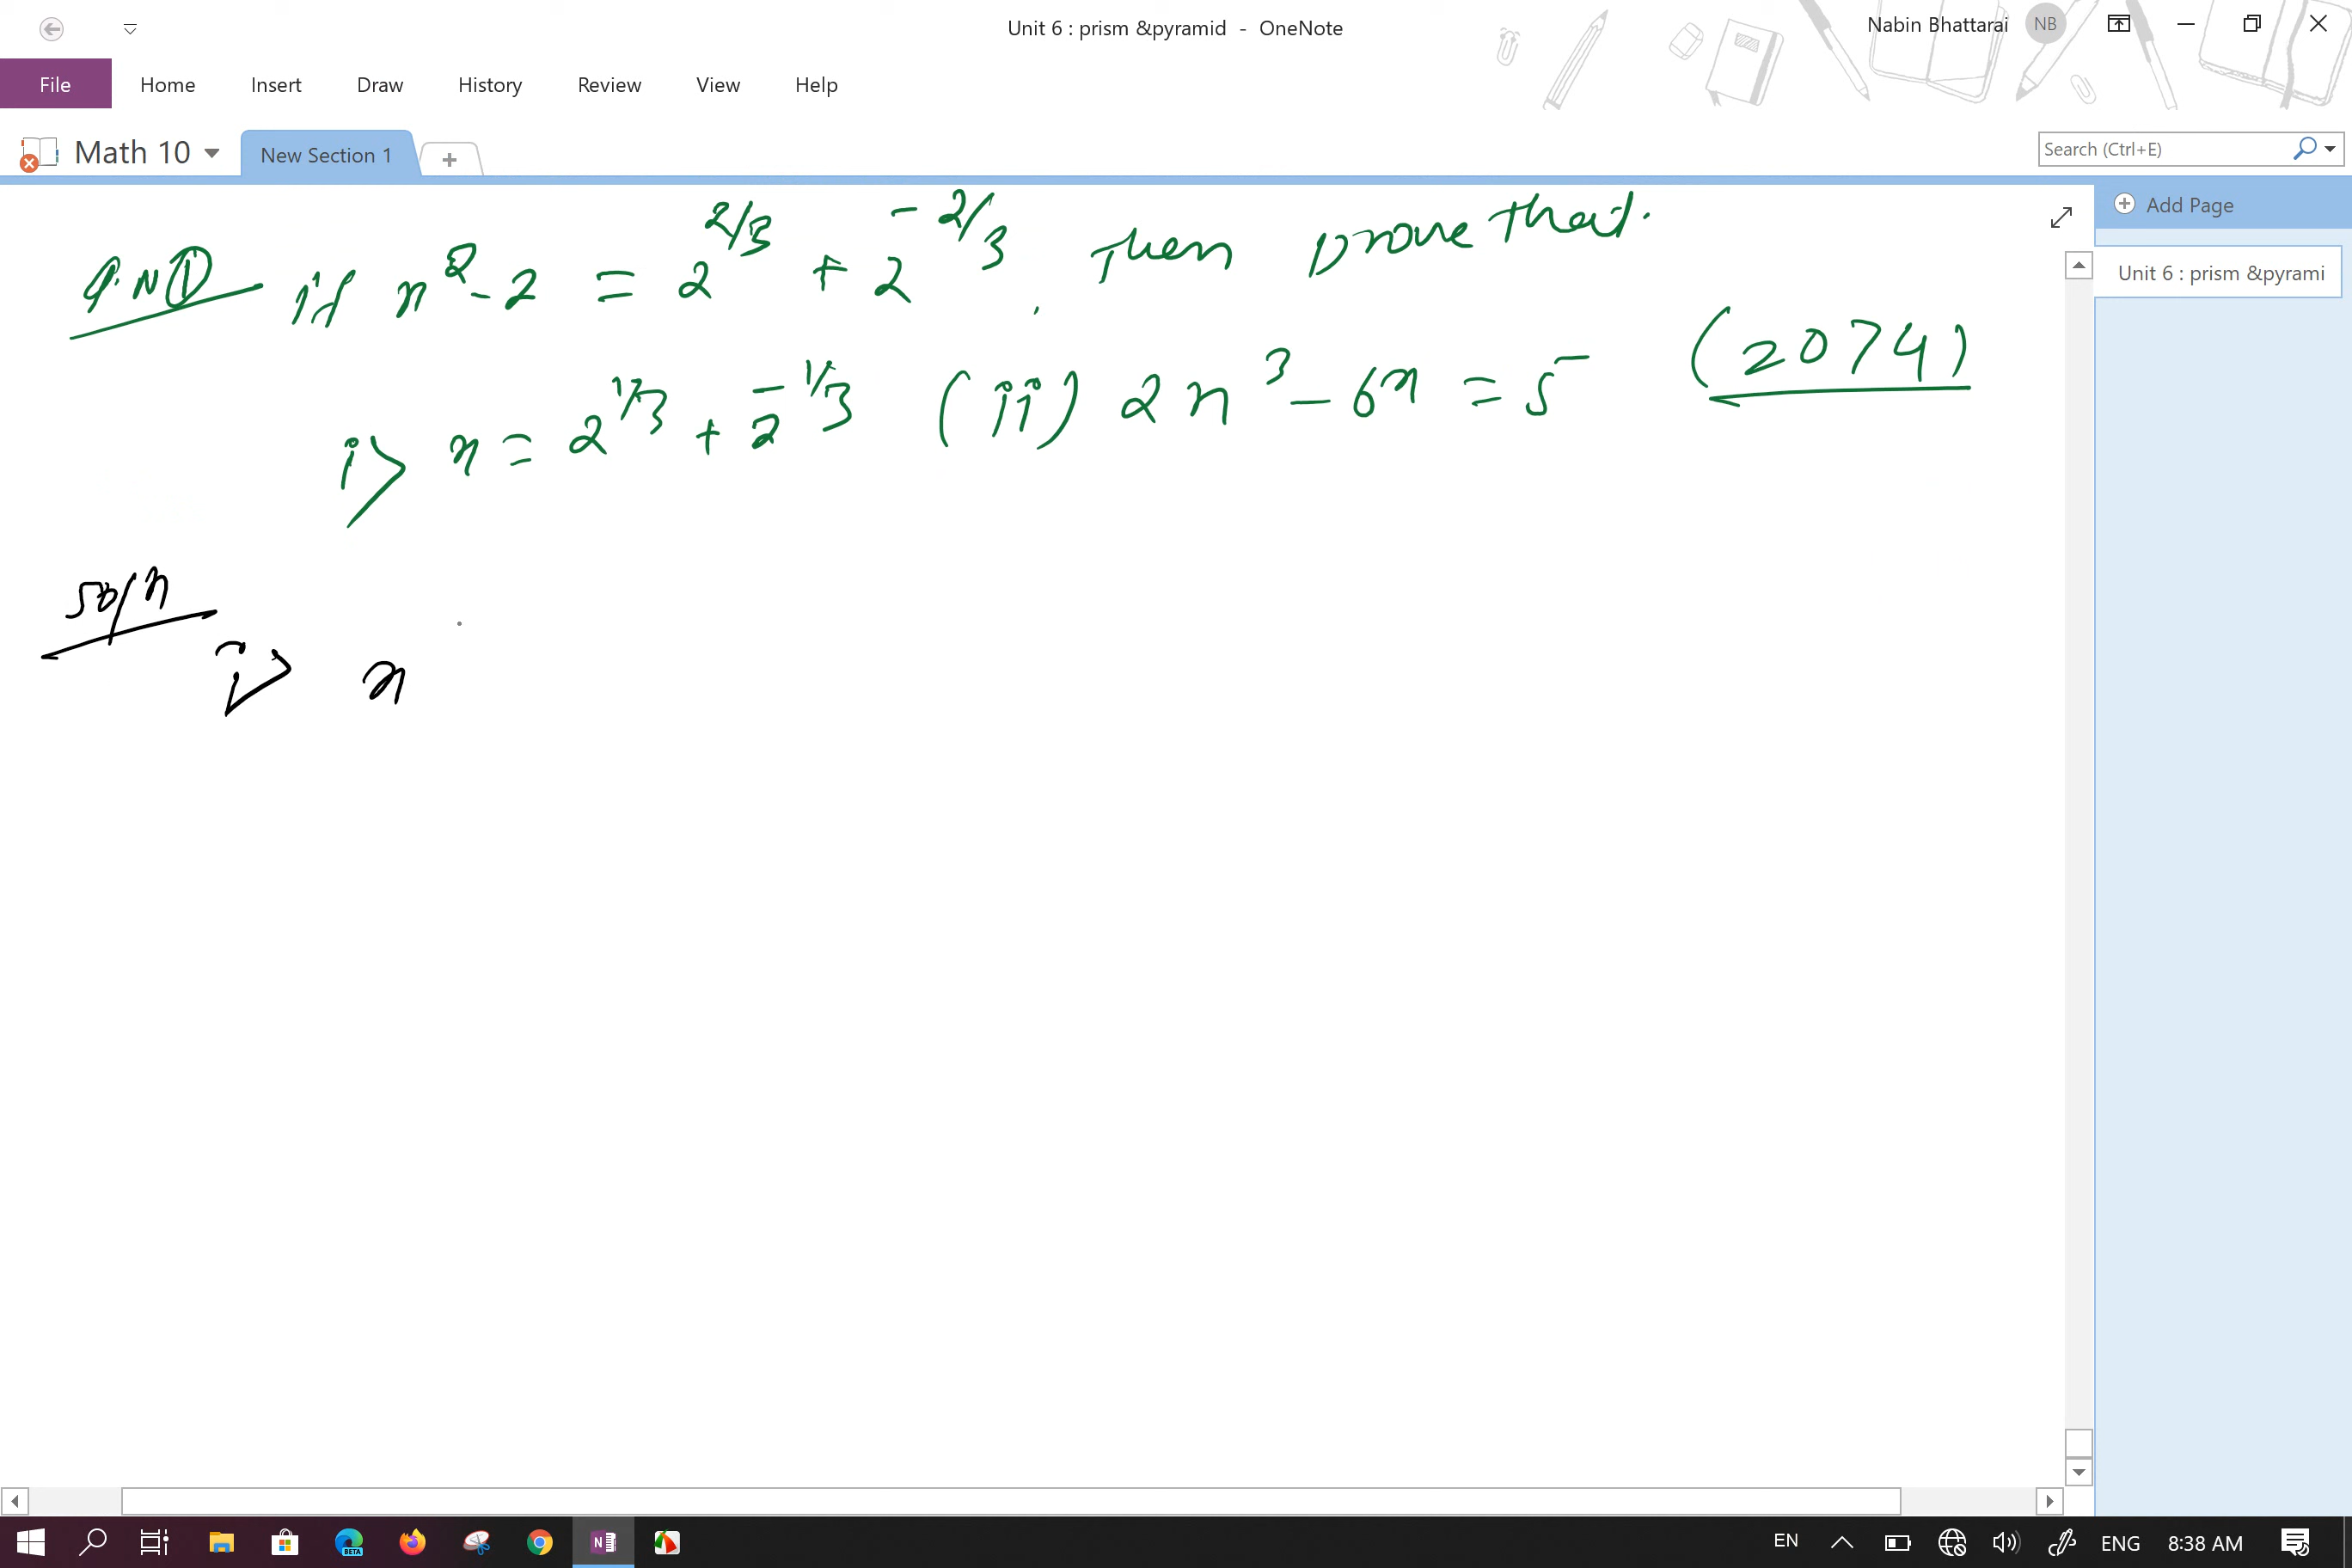 Unit 6 : prism &pyramid - OneNote
Nabin Bhattarai NB
File Home Insert Draw History Review View Help
Math 10 New Section 1 +
Search (Ctrl+E)
Add Page
Unit 6 : prism &pyrami
Q.N① if x² - 2 = 2^2/3 + 2^-2/3, Then prove that.
i> x = 2^1/3 + 2^-1/3 (ii) 2x³ - 6x = 5 (2074)
sol/n
i> x
BETA
N
EN ENG 8:38 AM